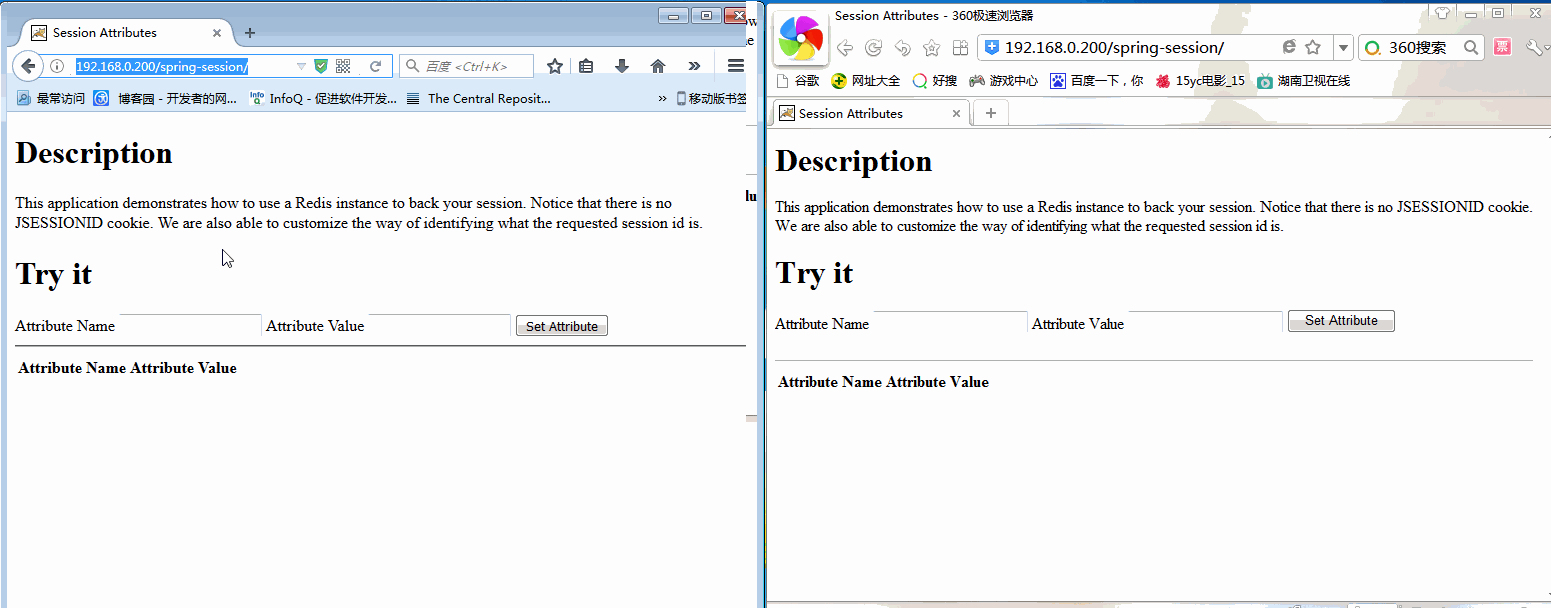 Session Attributes
192.168.0.200/spring-session/
百度 <Ctrl+K>
最常访问 博客园 - 开发者的网... InfoQ - 促进软件开发... The Central Reposit... » 移动版书签
Description
This application demonstrates how to use a Redis instance to back your session. Notice that there is no
JSESSIONID cookie. We are also able to customize the way of identifying what the requested session id is.
Try it
Attribute Name Attribute Value Set Attribute
Attribute Name Attribute Value
lu
Session Attributes - 360极速浏览器
192.168.0.200/spring-session/ 360搜索 票
谷歌 网址大全 好搜 游戏中心 百度一下，你 15yc电影_15 湖南卫视在线
Session Attributes
Description
This application demonstrates how to use a Redis instance to back your session. Notice that there is no JSESSIONID cookie.
We are also able to customize the way of identifying what the requested session id is.
Try it
Attribute Name Attribute Value Set Attribute
Attribute Name Attribute Value